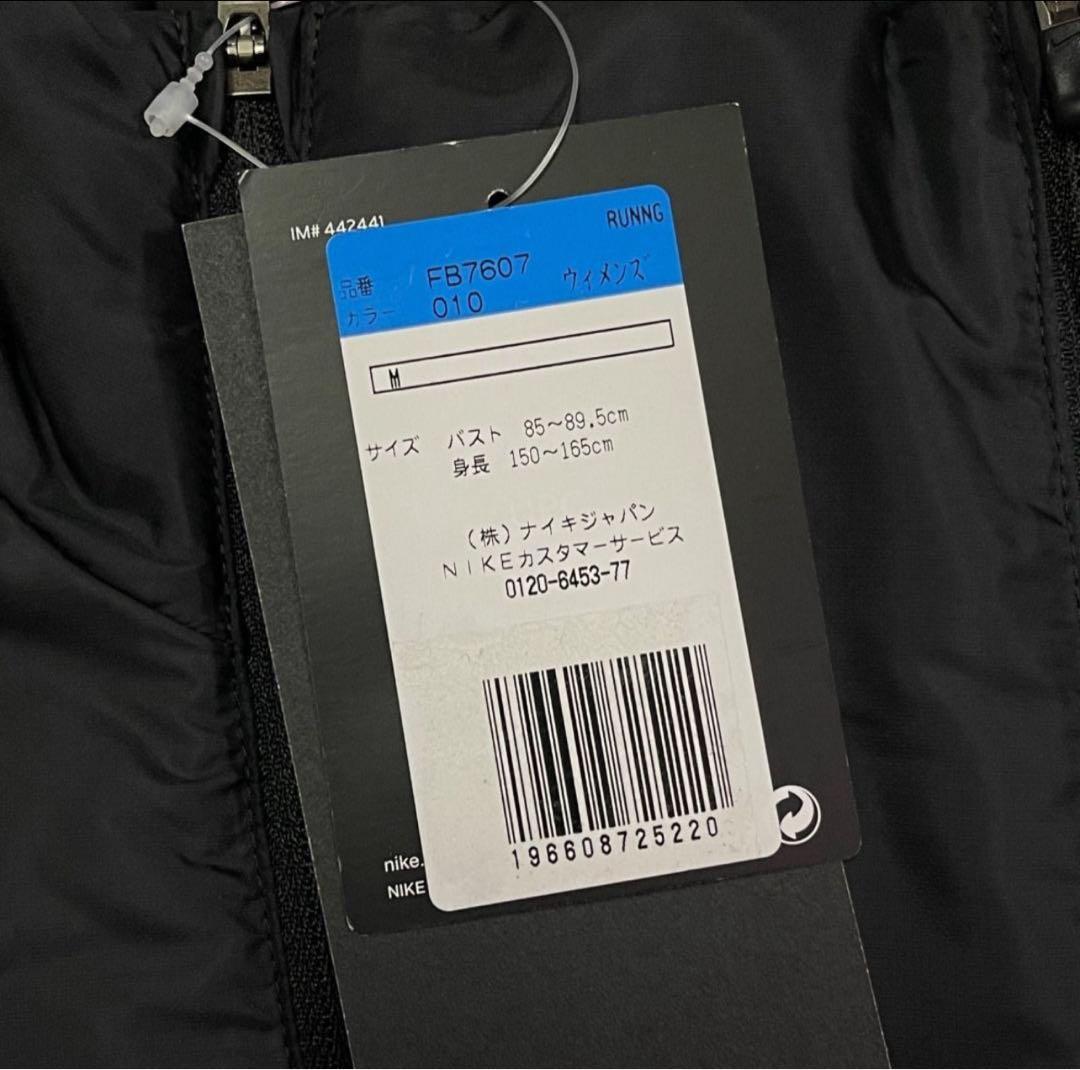 IM# 442441
RUNNG
品番 FB7607 ウィメンズ
カラー 010
M
サイズ バスト 85～89.5cm
身長 150～165cm
(株)ナイキジャパン
NIKEカスタマーサービス
0120-6453-77
196608725220
nike.
NIKE